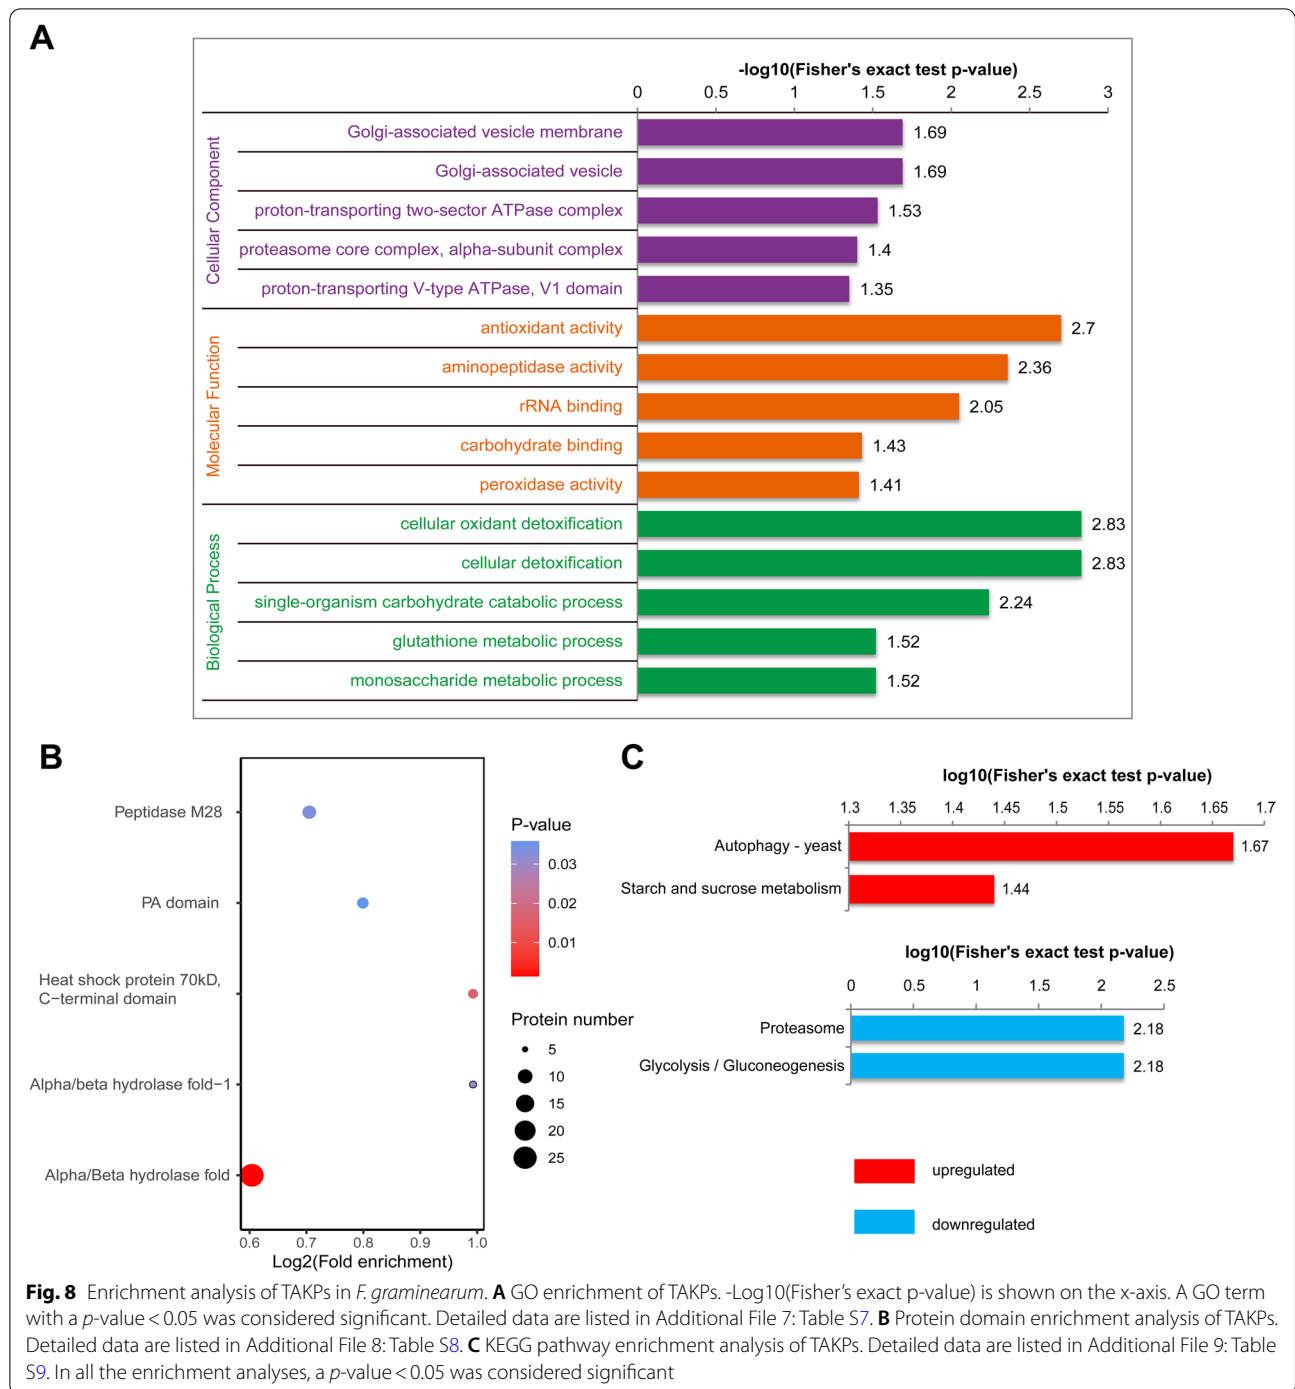 A
-log10(Fisher's exact test p-value)
0 0.5 1 1.5 2 2.5 3
Cellular Component
Golgi-associated vesicle membrane 1.69
Golgi-associated vesicle 1.69
proton-transporting two-sector ATPase complex 1.53
proteasome core complex, alpha-subunit complex 1.4
proton-transporting V-type ATPase, V1 domain 1.35
Molecular Function
antioxidant activity 2.7
aminopeptidase activity 2.36
rRNA binding 2.05
carbohydrate binding 1.43
peroxidase activity 1.41
Biological Process
cellular oxidant detoxification 2.83
cellular detoxification 2.83
single-organism carbohydrate catabolic process 2.24
glutathione metabolic process 1.52
monosaccharide metabolic process 1.52
B
Peptidase M28
PA domain
Heat shock protein 70kD,
C−terminal domain
Alpha/beta hydrolase fold−1
Alpha/Beta hydrolase fold
0.6 0.7 0.8 0.9 1.0
Log2(Fold enrichment)
P-value
0.03
0.02
0.01
Protein number
5
10
15
20
25
C
log10(Fisher's exact test p-value)
1.3 1.35 1.4 1.45 1.5 1.55 1.6 1.65 1.7
Autophagy - yeast 1.67
Starch and sucrose metabolism 1.44
log10(Fisher's exact test p-value)
0 0.5 1 1.5 2 2.5
Proteasome 2.18
Glycolysis / Gluconeogenesis 2.18
upregulated
downregulated
Fig. 8 Enrichment analysis of TAKPs in F. graminearum. A GO enrichment of TAKPs. -Log10(Fisher's exact p-value) is shown on the x-axis. A GO term
with a p-value < 0.05 was considered significant. Detailed data are listed in Additional File 7: Table S7. B Protein domain enrichment analysis of TAKPs.
Detailed data are listed in Additional File 8: Table S8. C KEGG pathway enrichment analysis of TAKPs. Detailed data are listed in Additional File 9: Table
S9. In all the enrichment analyses, a p-value < 0.05 was considered significant